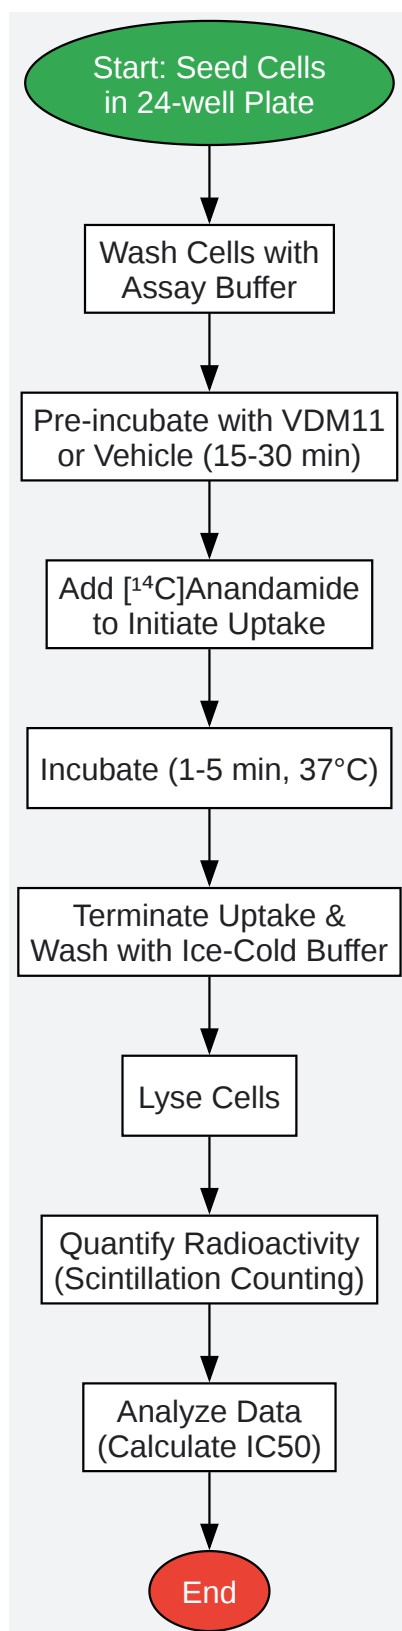 Start: Seed Cells
in 24-well Plate
Wash Cells with
Assay Buffer
Pre-incubate with VDM11
or Vehicle (15-30 min)
Add [¹⁴C]Anandamide
to Initiate Uptake
Incubate (1-5 min, 37°C)
Terminate Uptake &
Wash with Ice-Cold Buffer
Lyse Cells
Quantify Radioactivity
(Scintillation Counting)
Analyze Data
(Calculate IC50)
End